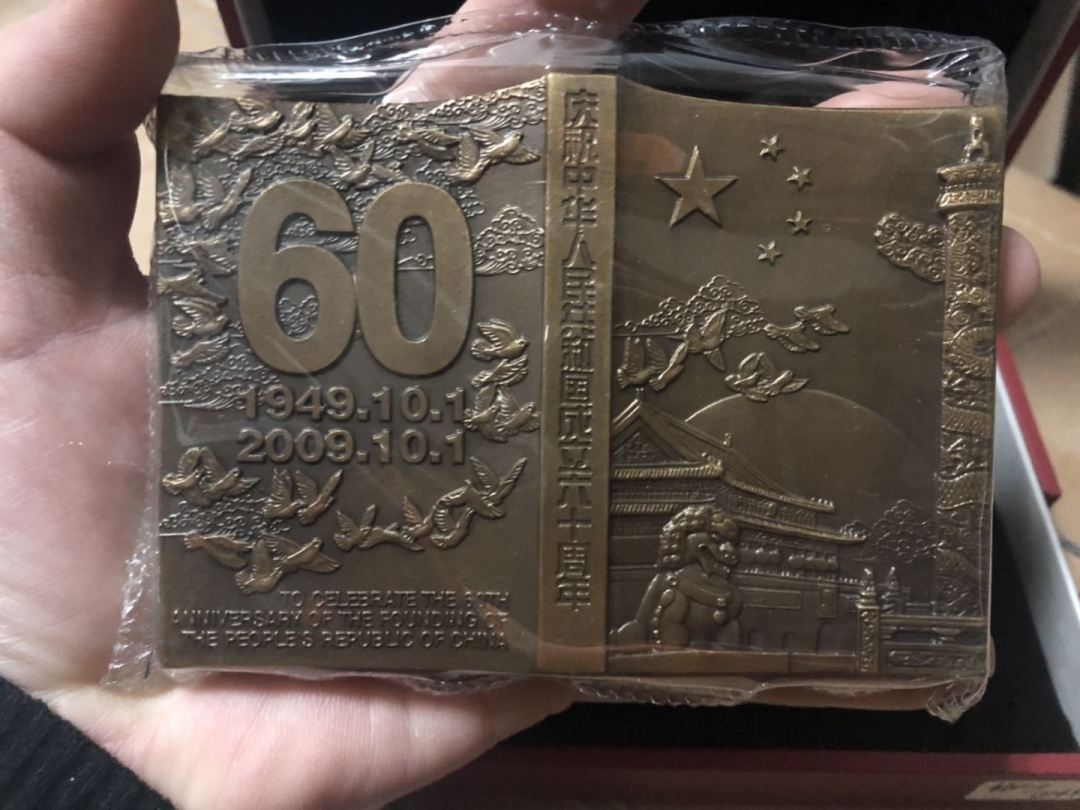 60
1949.10.1
2009.10.1
TO CELEBRATE THE 60TH
ANNIVERSARY OF THE FOUNDING OF
THE PEOPLE'S REPUBLIC OF CHINA
庆祝中华人民共和国成立六十周年